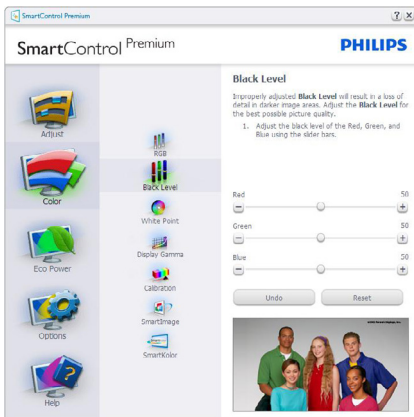 SmartControl Premium
SmartControl Premium
PHILIPS
Adjust
Color
Eco Power
Options
Help
RGB
Black Level
White Point
Display Gamma
Calibration
SmartImage
SmartKolor
Black Level
Improperly adjusted Black Level will result in a loss of
detail in darker image areas. Adjust the Black Level for
the best possible picture quality.
1. Adjust the black level of the Red, Green, and
Blue using the slider bars.
Red 50
Green 50
Blue 50
Undo Reset